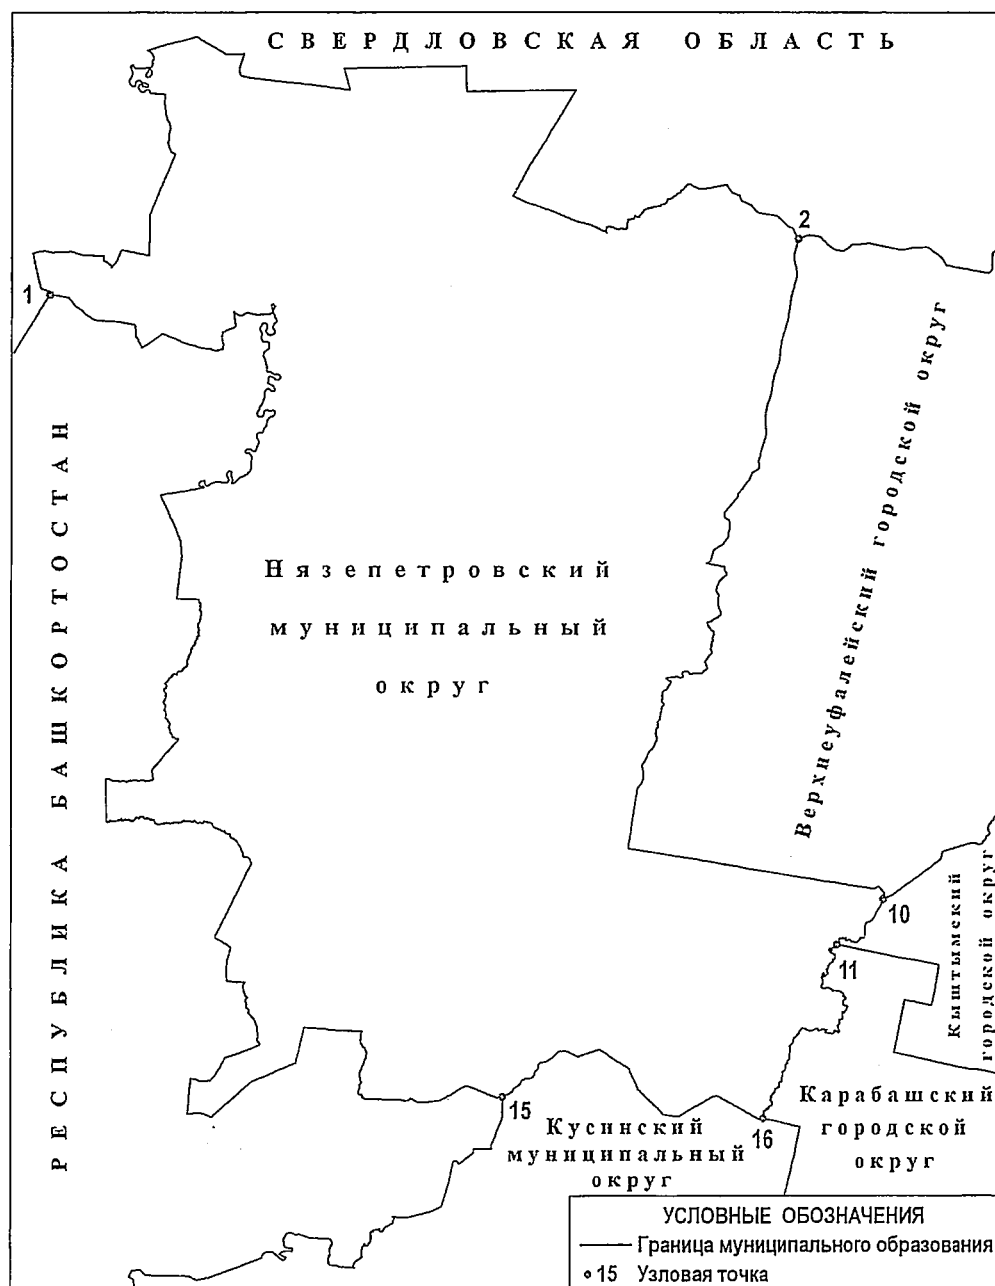 СВЕРДЛОВСКАЯ ОБЛАСТЬ
2
1
РЕСПУБЛИКА БАШКОРТОСТАН
Нязепетровский
муниципальный
округ
Верхнеуфалейский городской округ
10
11
Кыштымский
городской округ
15
16
Карабашский
городской
округ
Кусинский
муниципальный
округ
УСЛОВНЫЕ ОБОЗНАЧЕНИЯ
Граница муниципального образования
15 Узловая точка